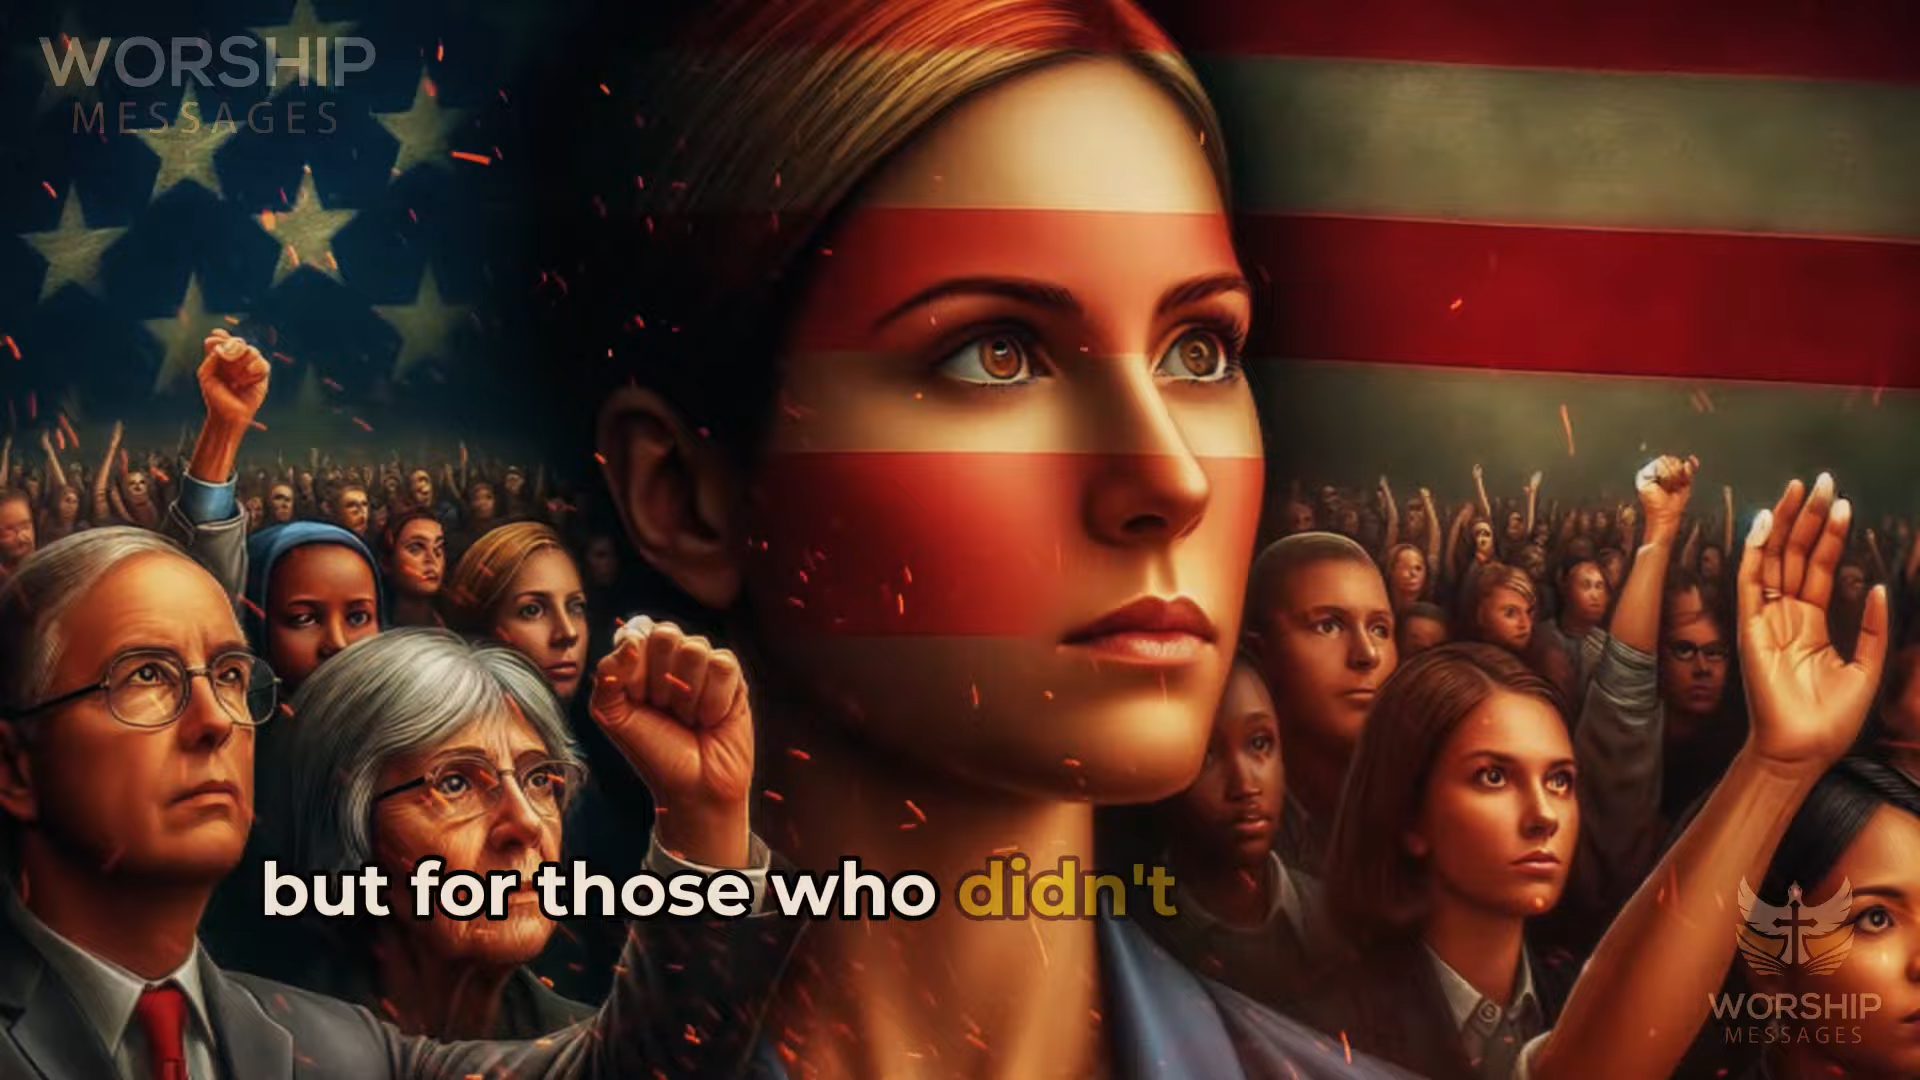 WORSHIP
MESSAGES
but for those who didn't
WORSHIP
MESSAGES